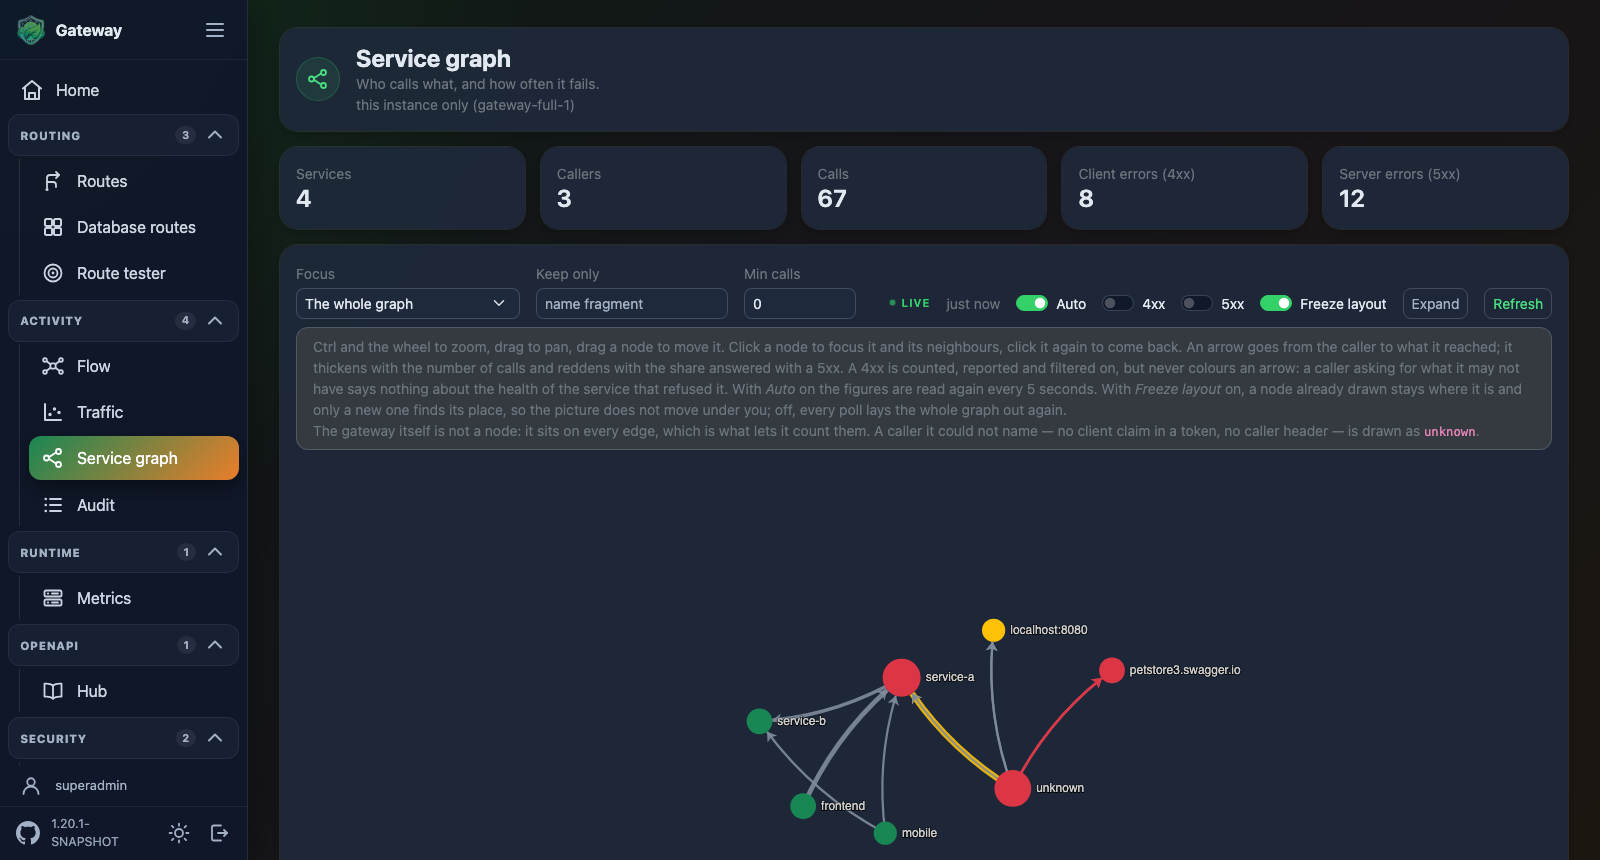 Gateway
Home
ROUTING 3
Routes
Database routes
Route tester
ACTIVITY 4
Flow
Traffic
Service graph
Audit
RUNTIME 1
Metrics
OPENAPI 1
Hub
SECURITY 2
superadmin
1.20.1-
SNAPSHOT
Service graph
Who calls what, and how often it fails.
this instance only (gateway-full-1)
Services
4
Callers
3
Calls
67
Client errors (4xx)
8
Server errors (5xx)
12
Focus
The whole graph
Keep only
name fragment
Min calls
0
LIVE just now Auto 4xx 5xx Freeze layout Expand Refresh
Ctrl and the wheel to zoom, drag to pan, drag a node to move it. Click a node to focus it and its neighbours, click it again to come back. An arrow goes from the caller to what it reached; it
thickens with the number of calls and reddens with the share answered with a 5xx. A 4xx is counted, reported and filtered on, but never colours an arrow: a caller asking for what it may not
have says nothing about the health of the service that refused it. With Auto on the figures are read again every 5 seconds. With Freeze layout on, a node already drawn stays where it is and
only a new one finds its place, so the picture does not move under you; off, every poll lays the whole graph out again.
The gateway itself is not a node: it sits on every edge, which is what lets it count them. A caller it could not name — no client claim in a token, no caller header — is drawn as unknown.
localhost:8080
petstore3.swagger.io
service-a
service-b
unknown
frontend
mobile